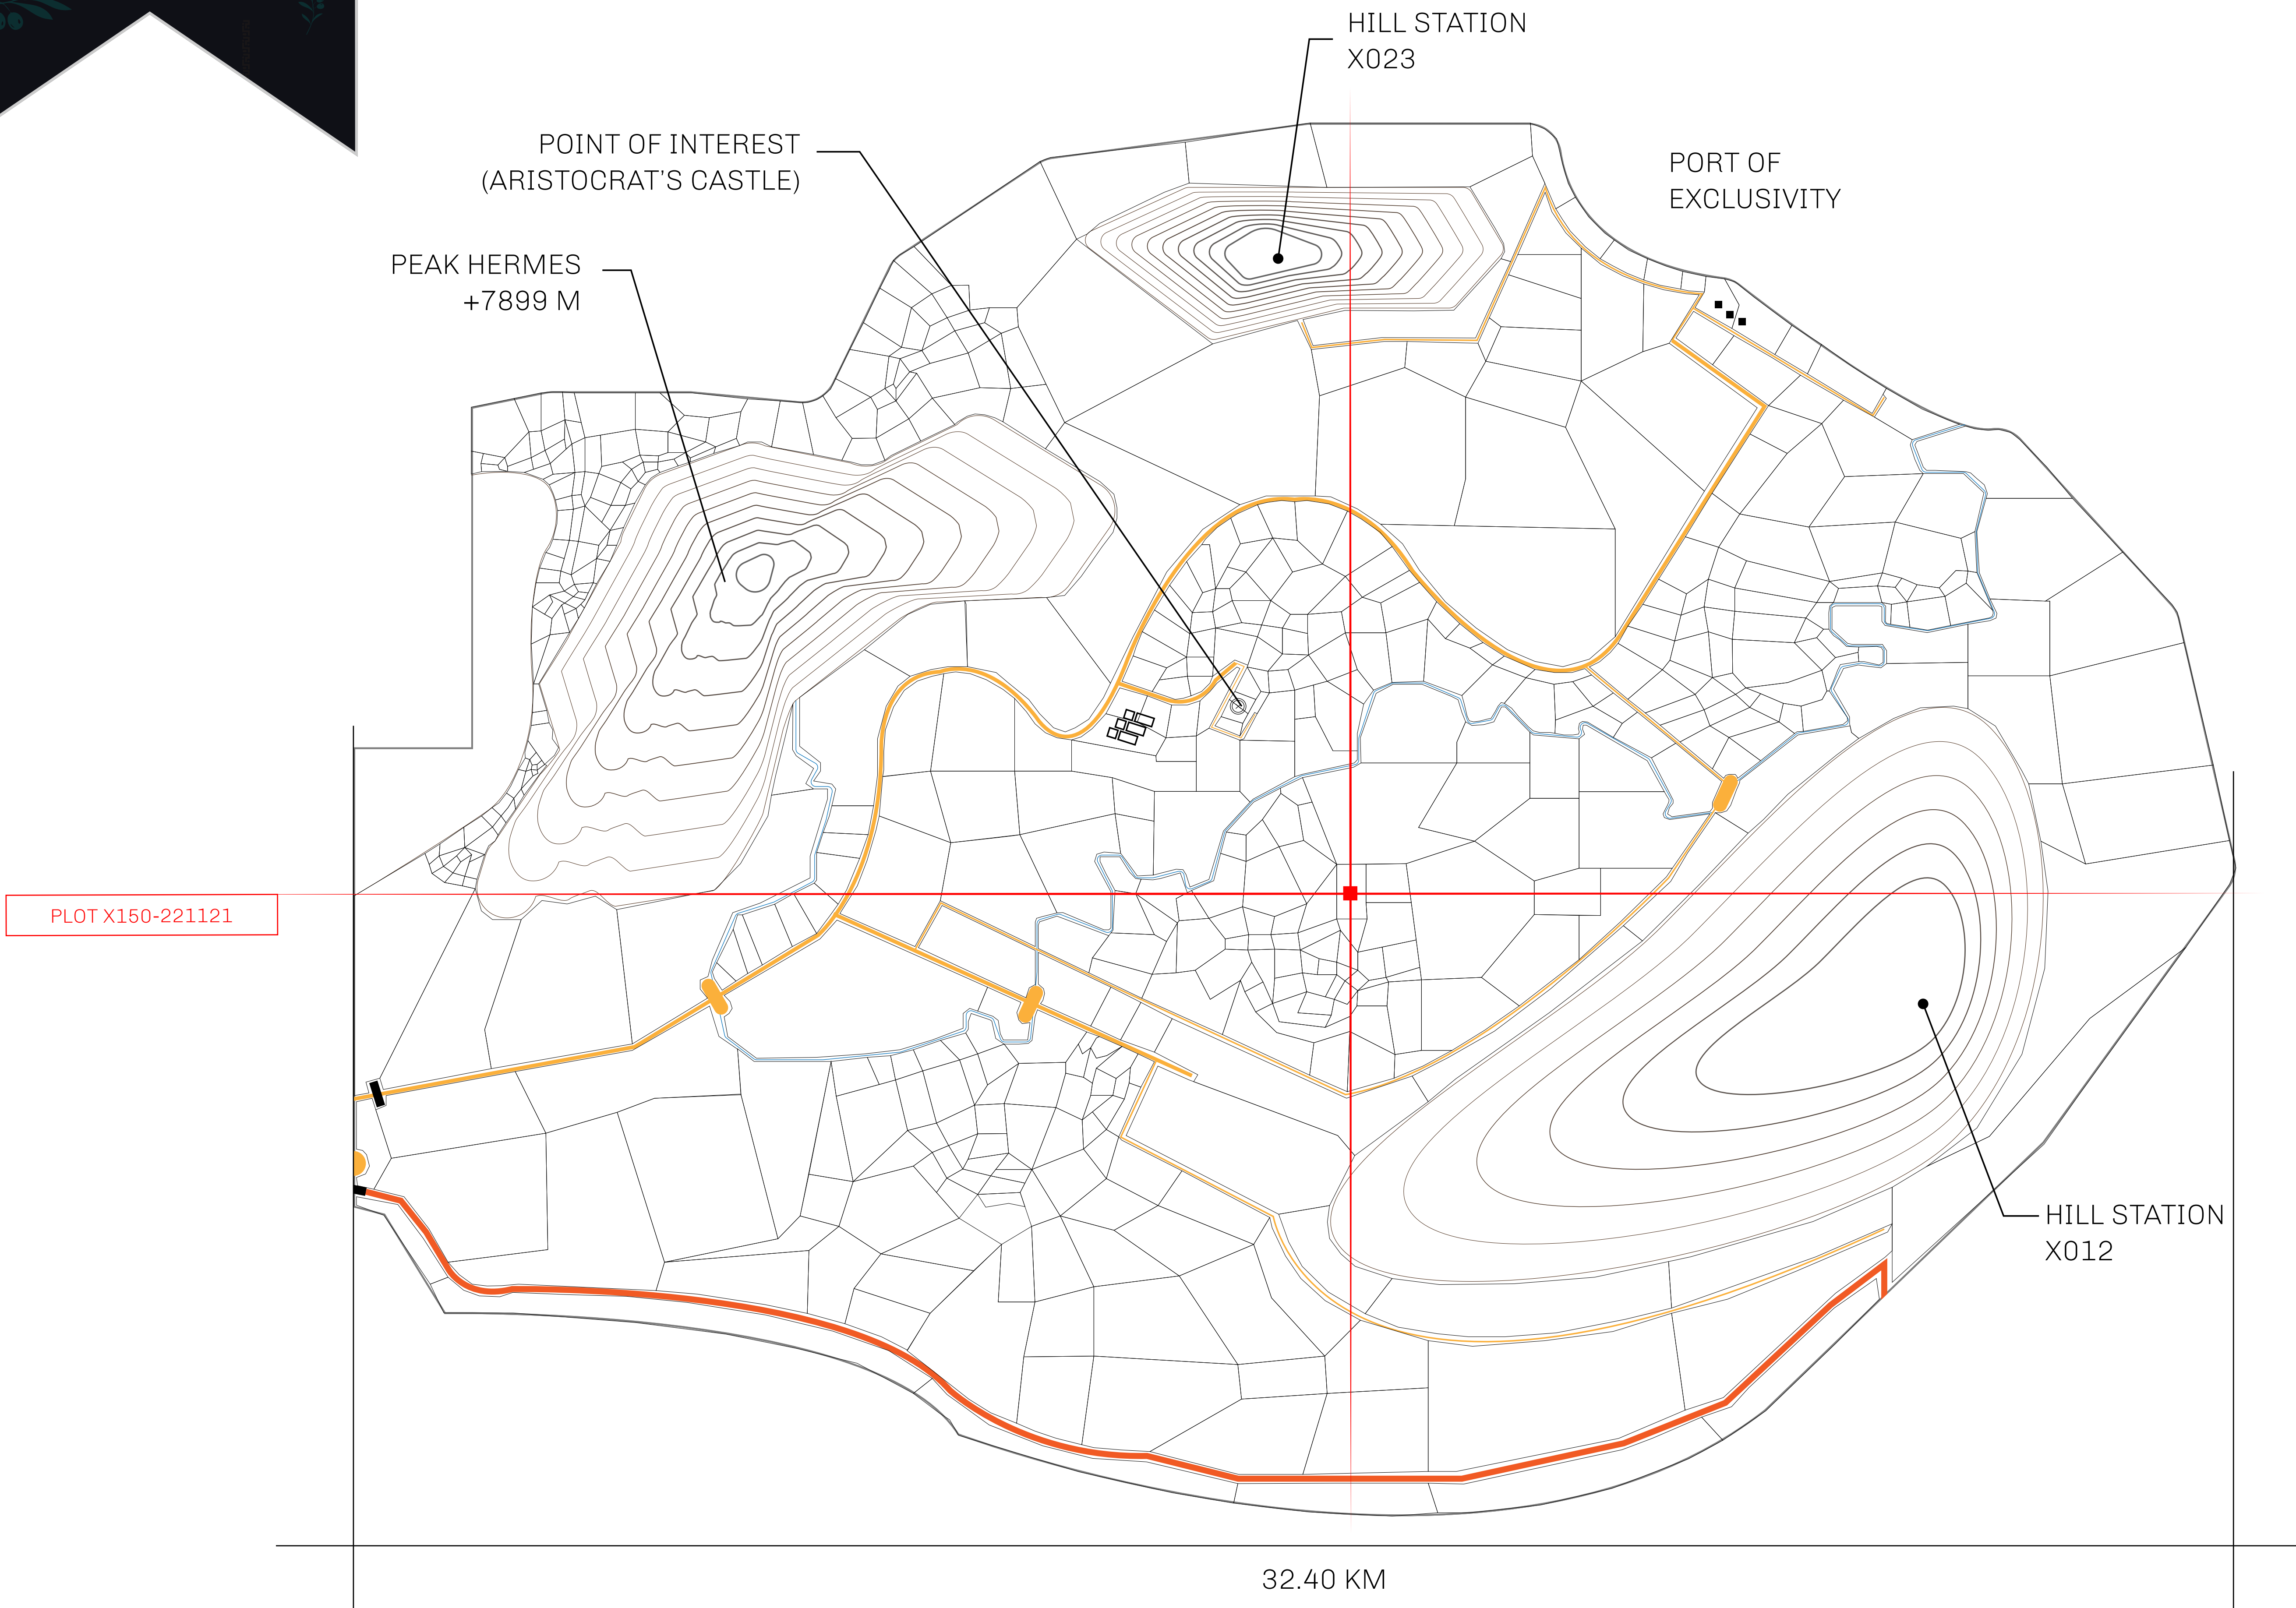 HILL STATION
X023
POINT OF INTEREST
(ARISTOCRAT'S CASTLE)
PORT OF
EXCLUSIVITY
PEAK HERMES
+7899 M
PLOT X150-221121
HILL STATION
X012
32.40 KM